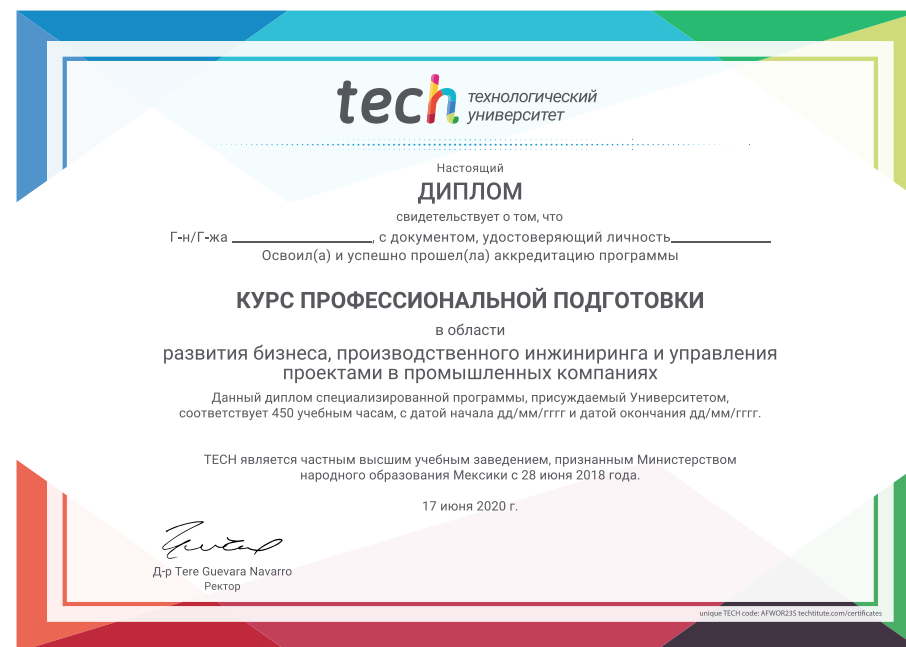 tech технологический
университет
Настоящий
ДИПЛОМ
свидетельствует о том, что
Г-н/Г-жа ____________________, с документом, удостоверяющий личность______________
Освоил(а) и успешно прошел(ла) аккредитацию программы
КУРС ПРОФЕССИОНАЛЬНОЙ ПОДГОТОВКИ
в области
развития бизнеса, производственного инжиниринга и управления
проектами в промышленных компаниях
Данный диплом специализированной программы, присуждаемый Университетом,
соответствует 450 учебным часам, с датой начала дд/мм/гггг и датой окончания дд/мм/гггг.
TECH является частным высшим учебным заведением, признанным Министерством
народного образования Мексики с 28 июня 2018 года.
17 июня 2020 г.
Д-р Tere Guevara Navarro
Ректор
unique TECH code: AFWOR235 techtitute.com/certificates